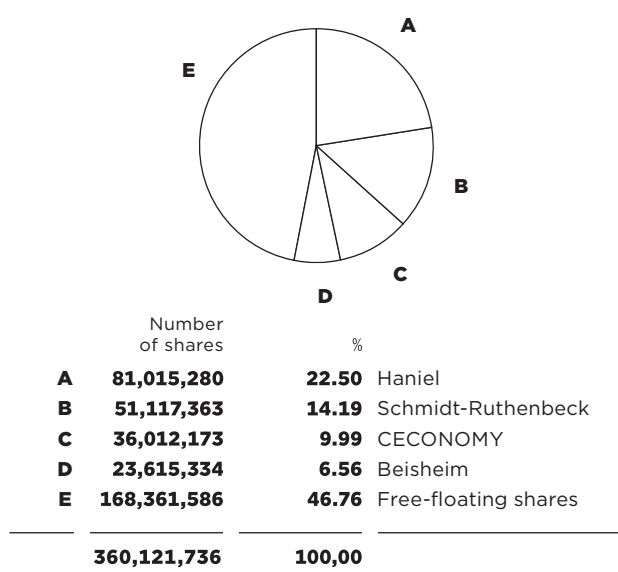 A
E
B
C
D
Number
of shares %
A 81,015,280 22.50 Haniel
B 51,117,363 14.19 Schmidt-Ruthenbeck
C 36,012,173 9.99 CECONOMY
D 23,615,334 6.56 Beisheim
E 168,361,586 46.76 Free-floating shares
360,121,736 100,00